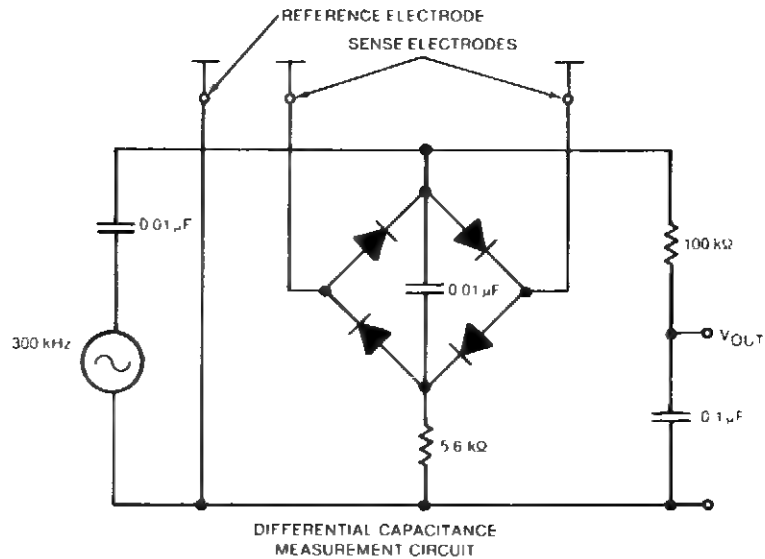 REFERENCE ELECTRODE
SENSE ELECTRODES
0.01 µF
100 kΩ
0.01 µF
300 kHz
VOUT
0.1 µF
5.6 kΩ
DIFFERENTIAL CAPACITANCE
MEASUREMENT CIRCUIT